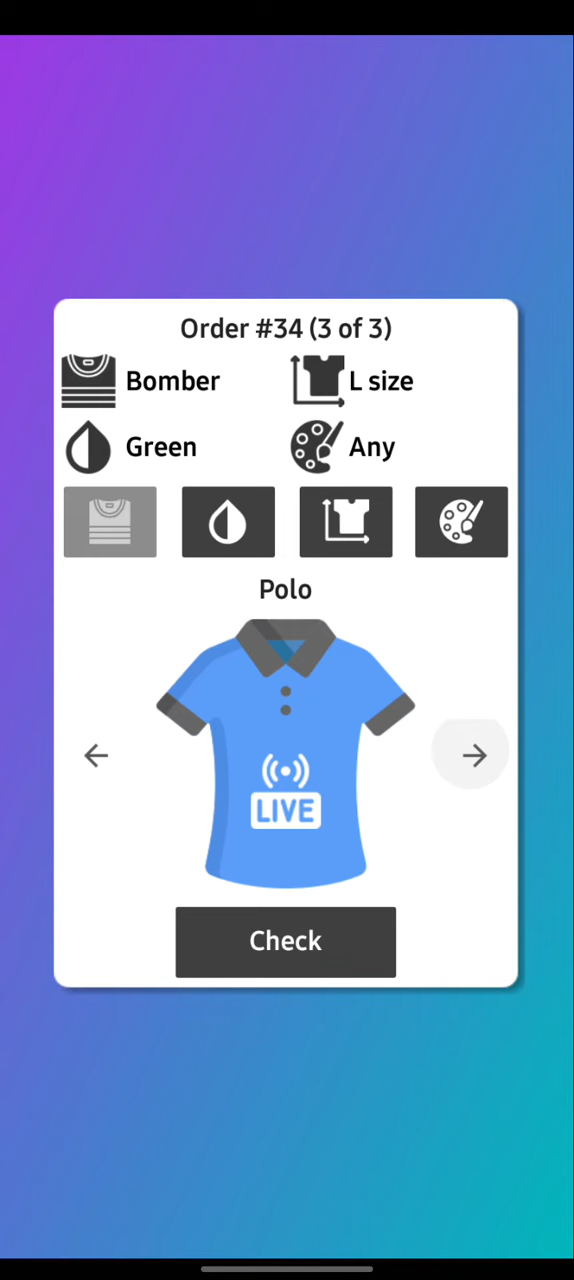 Order #34 (3 of 3)
Bomber
L size
Green
Any
Polo
LIVE
Check